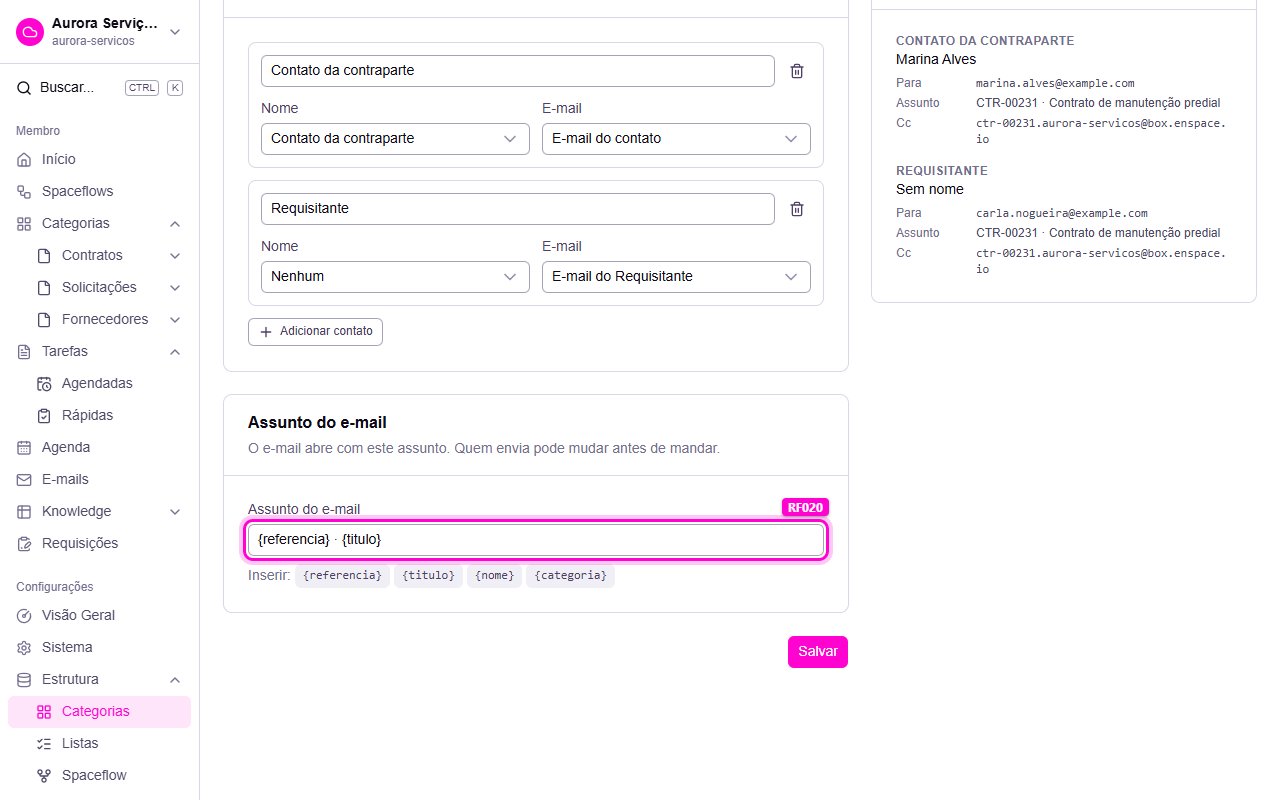 Aurora Serviç...
aurora-servicos
Buscar...
CTRL
K
Membro
Início
Spaceflows
Categorias
Contratos
Solicitações
Fornecedores
Tarefas
Agendadas
Rápidas
Agenda
E-mails
Knowledge
Requisições
Configurações
Visão Geral
Sistema
Estrutura
Categorias
Listas
Spaceflow
Contato da contraparte
Nome
E-mail
Contato da contraparte
E-mail do contato
Requisitante
Nome
E-mail
Nenhum
E-mail do Requisitante
Adicionar contato
Assunto do e-mail
O e-mail abre com este assunto. Quem envia pode mudar antes de mandar.
Assunto do e-mail
RF020
{referencia} · {titulo}
Inserir: {referencia} {titulo} {nome} {categoria}
Salvar
CONTATO DA CONTRAPARTE
Marina Alves
Para marina.alves@example.com
Assunto CTR-00231 · Contrato de manutenção predial
Cc ctr-00231.aurora-servicos@box.enspace.
io
REQUISITANTE
Sem nome
Para carla.nogueira@example.com
Assunto CTR-00231 · Contrato de manutenção predial
Cc ctr-00231.aurora-servicos@box.enspace.
io